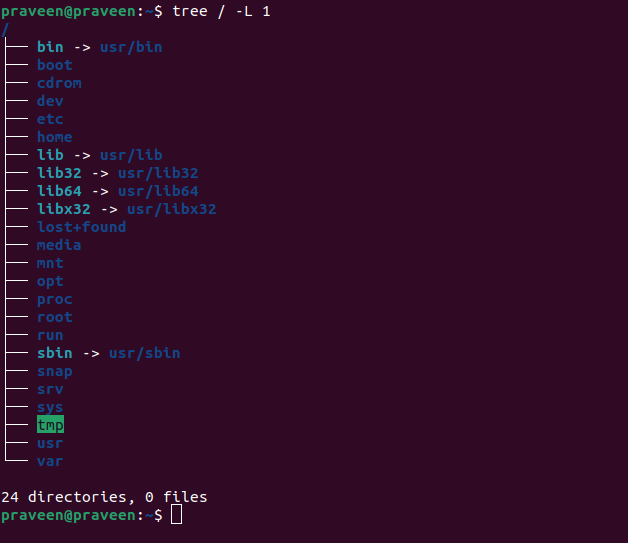 praveen@praveen:~$ tree / -L 1
/
├── bin -> usr/bin
├── boot
├── cdrom
├── dev
├── etc
├── home
├── lib -> usr/lib
├── lib32 -> usr/lib32
├── lib64 -> usr/lib64
├── libx32 -> usr/libx32
├── lost+found
├── media
├── mnt
├── opt
├── proc
├── root
├── run
├── sbin -> usr/sbin
├── snap
├── srv
├── sys
├── tmp
├── usr
└── var
24 directories, 0 files
praveen@praveen:~$